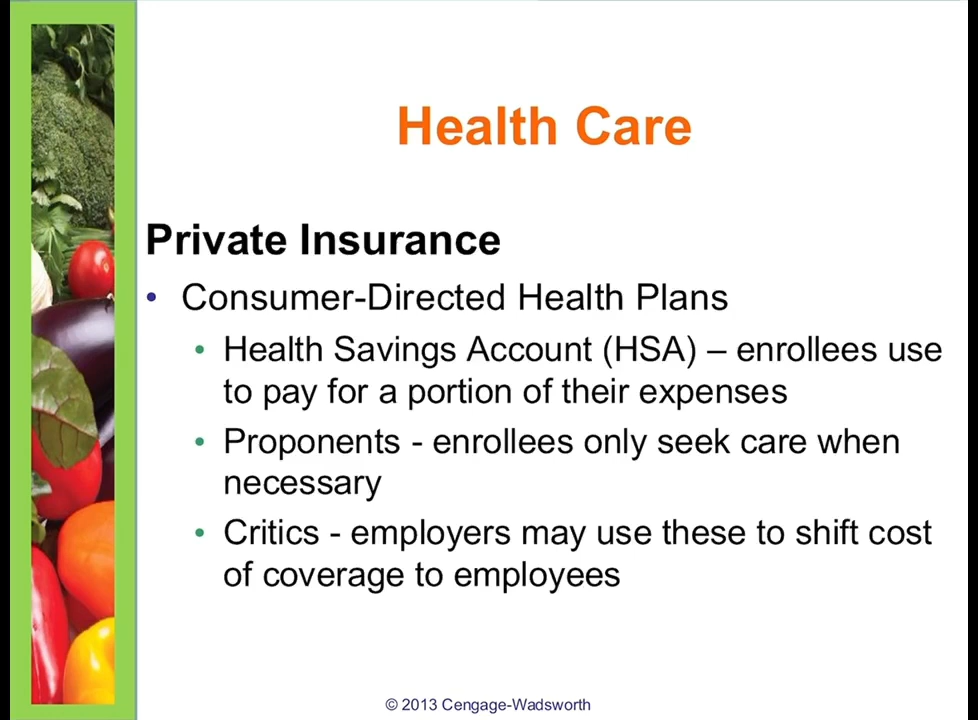 Health Care
Private Insurance
• Consumer-Directed Health Plans
• Health Savings Account (HSA) – enrollees use
to pay for a portion of their expenses
• Proponents - enrollees only seek care when
necessary
• Critics - employers may use these to shift cost
of coverage to employees
© 2013 Cengage-Wadsworth